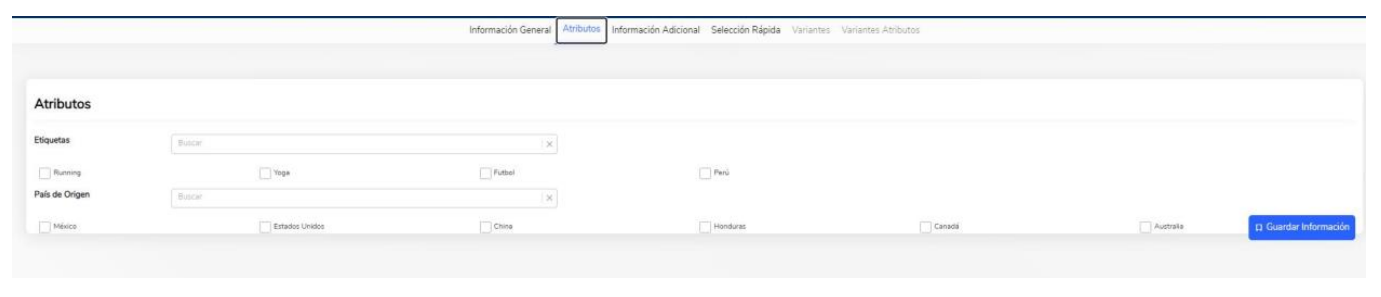 Información General Atributos Información Adicional Selección Rápida Variantes Variantes Atributos
Atributos
Etiquetas Buscar
Running Yoga Futbol Perú
País de Origen Buscar
México Estados Unidos China Honduras Canadá Australia Guardar Información